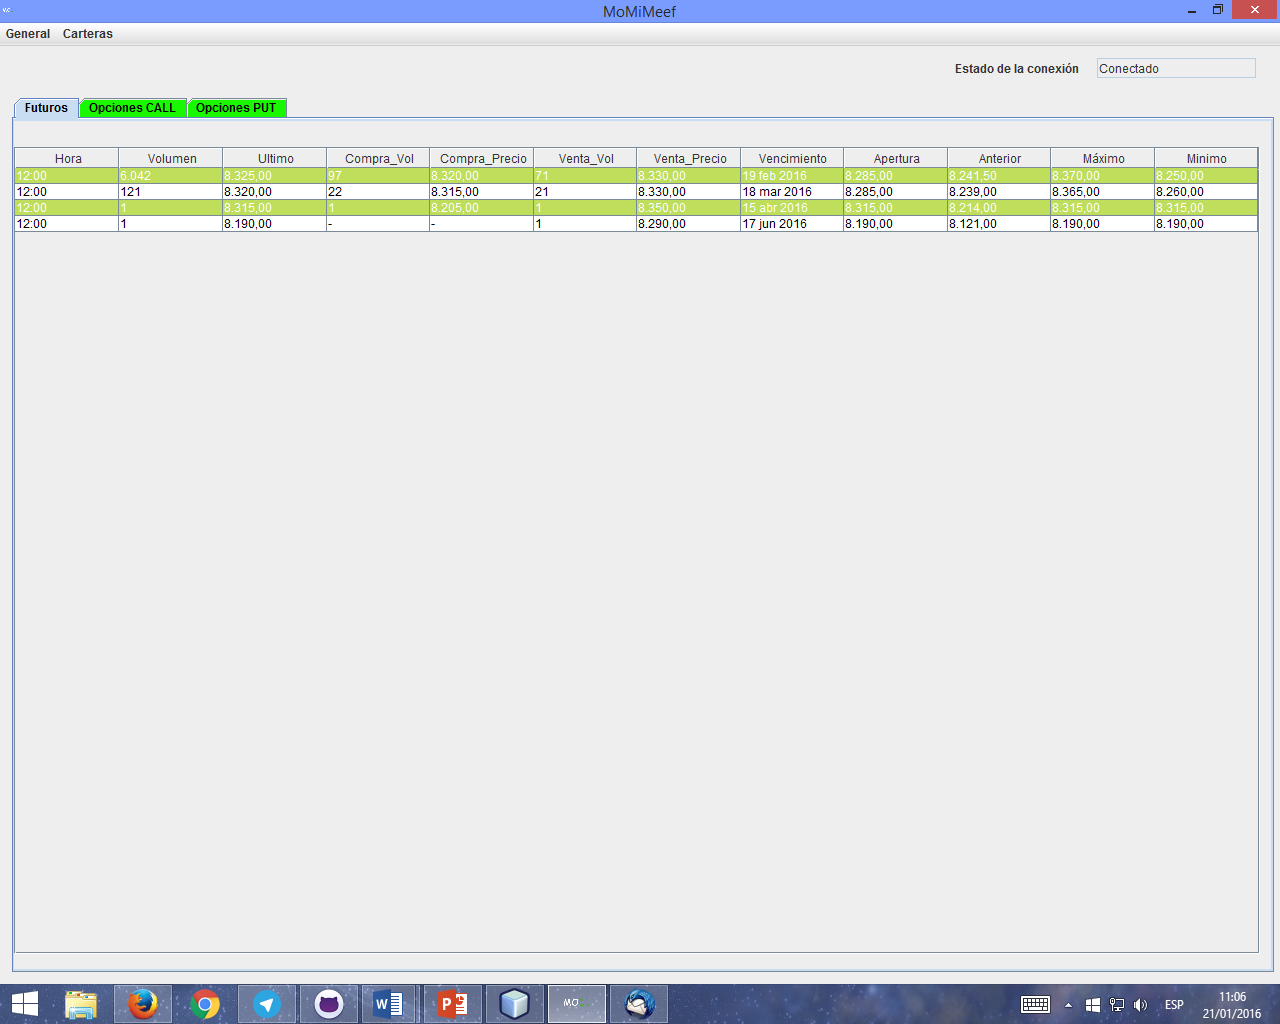 MoMiMeef
General Carteras
Estado de la conexión Conectado
Futuros Opciones CALL Opciones PUT
Hora Volumen Ultimo Compra_Vol Compra_Precio Venta_Vol Venta_Precio Vencimiento Apertura Anterior Máximo Minimo
12:00 6.042 8.325,00 97 8.320,00 71 8.330,00 19 feb 2016 8.285,00 8.241,50 8.370,00 8.250,00
12:00 121 8.320,00 22 8.315,00 21 8.330,00 18 mar 2016 8.285,00 8.239,00 8.365,00 8.260,00
12:00 1 8.315,00 1 8.205,00 1 8.350,00 15 abr 2016 8.315,00 8.214,00 8.315,00 8.315,00
12:00 1 8.190,00 - - 1 8.290,00 17 jun 2016 8.190,00 8.121,00 8.190,00 8.190,00
ESP 11:06
21/01/2016